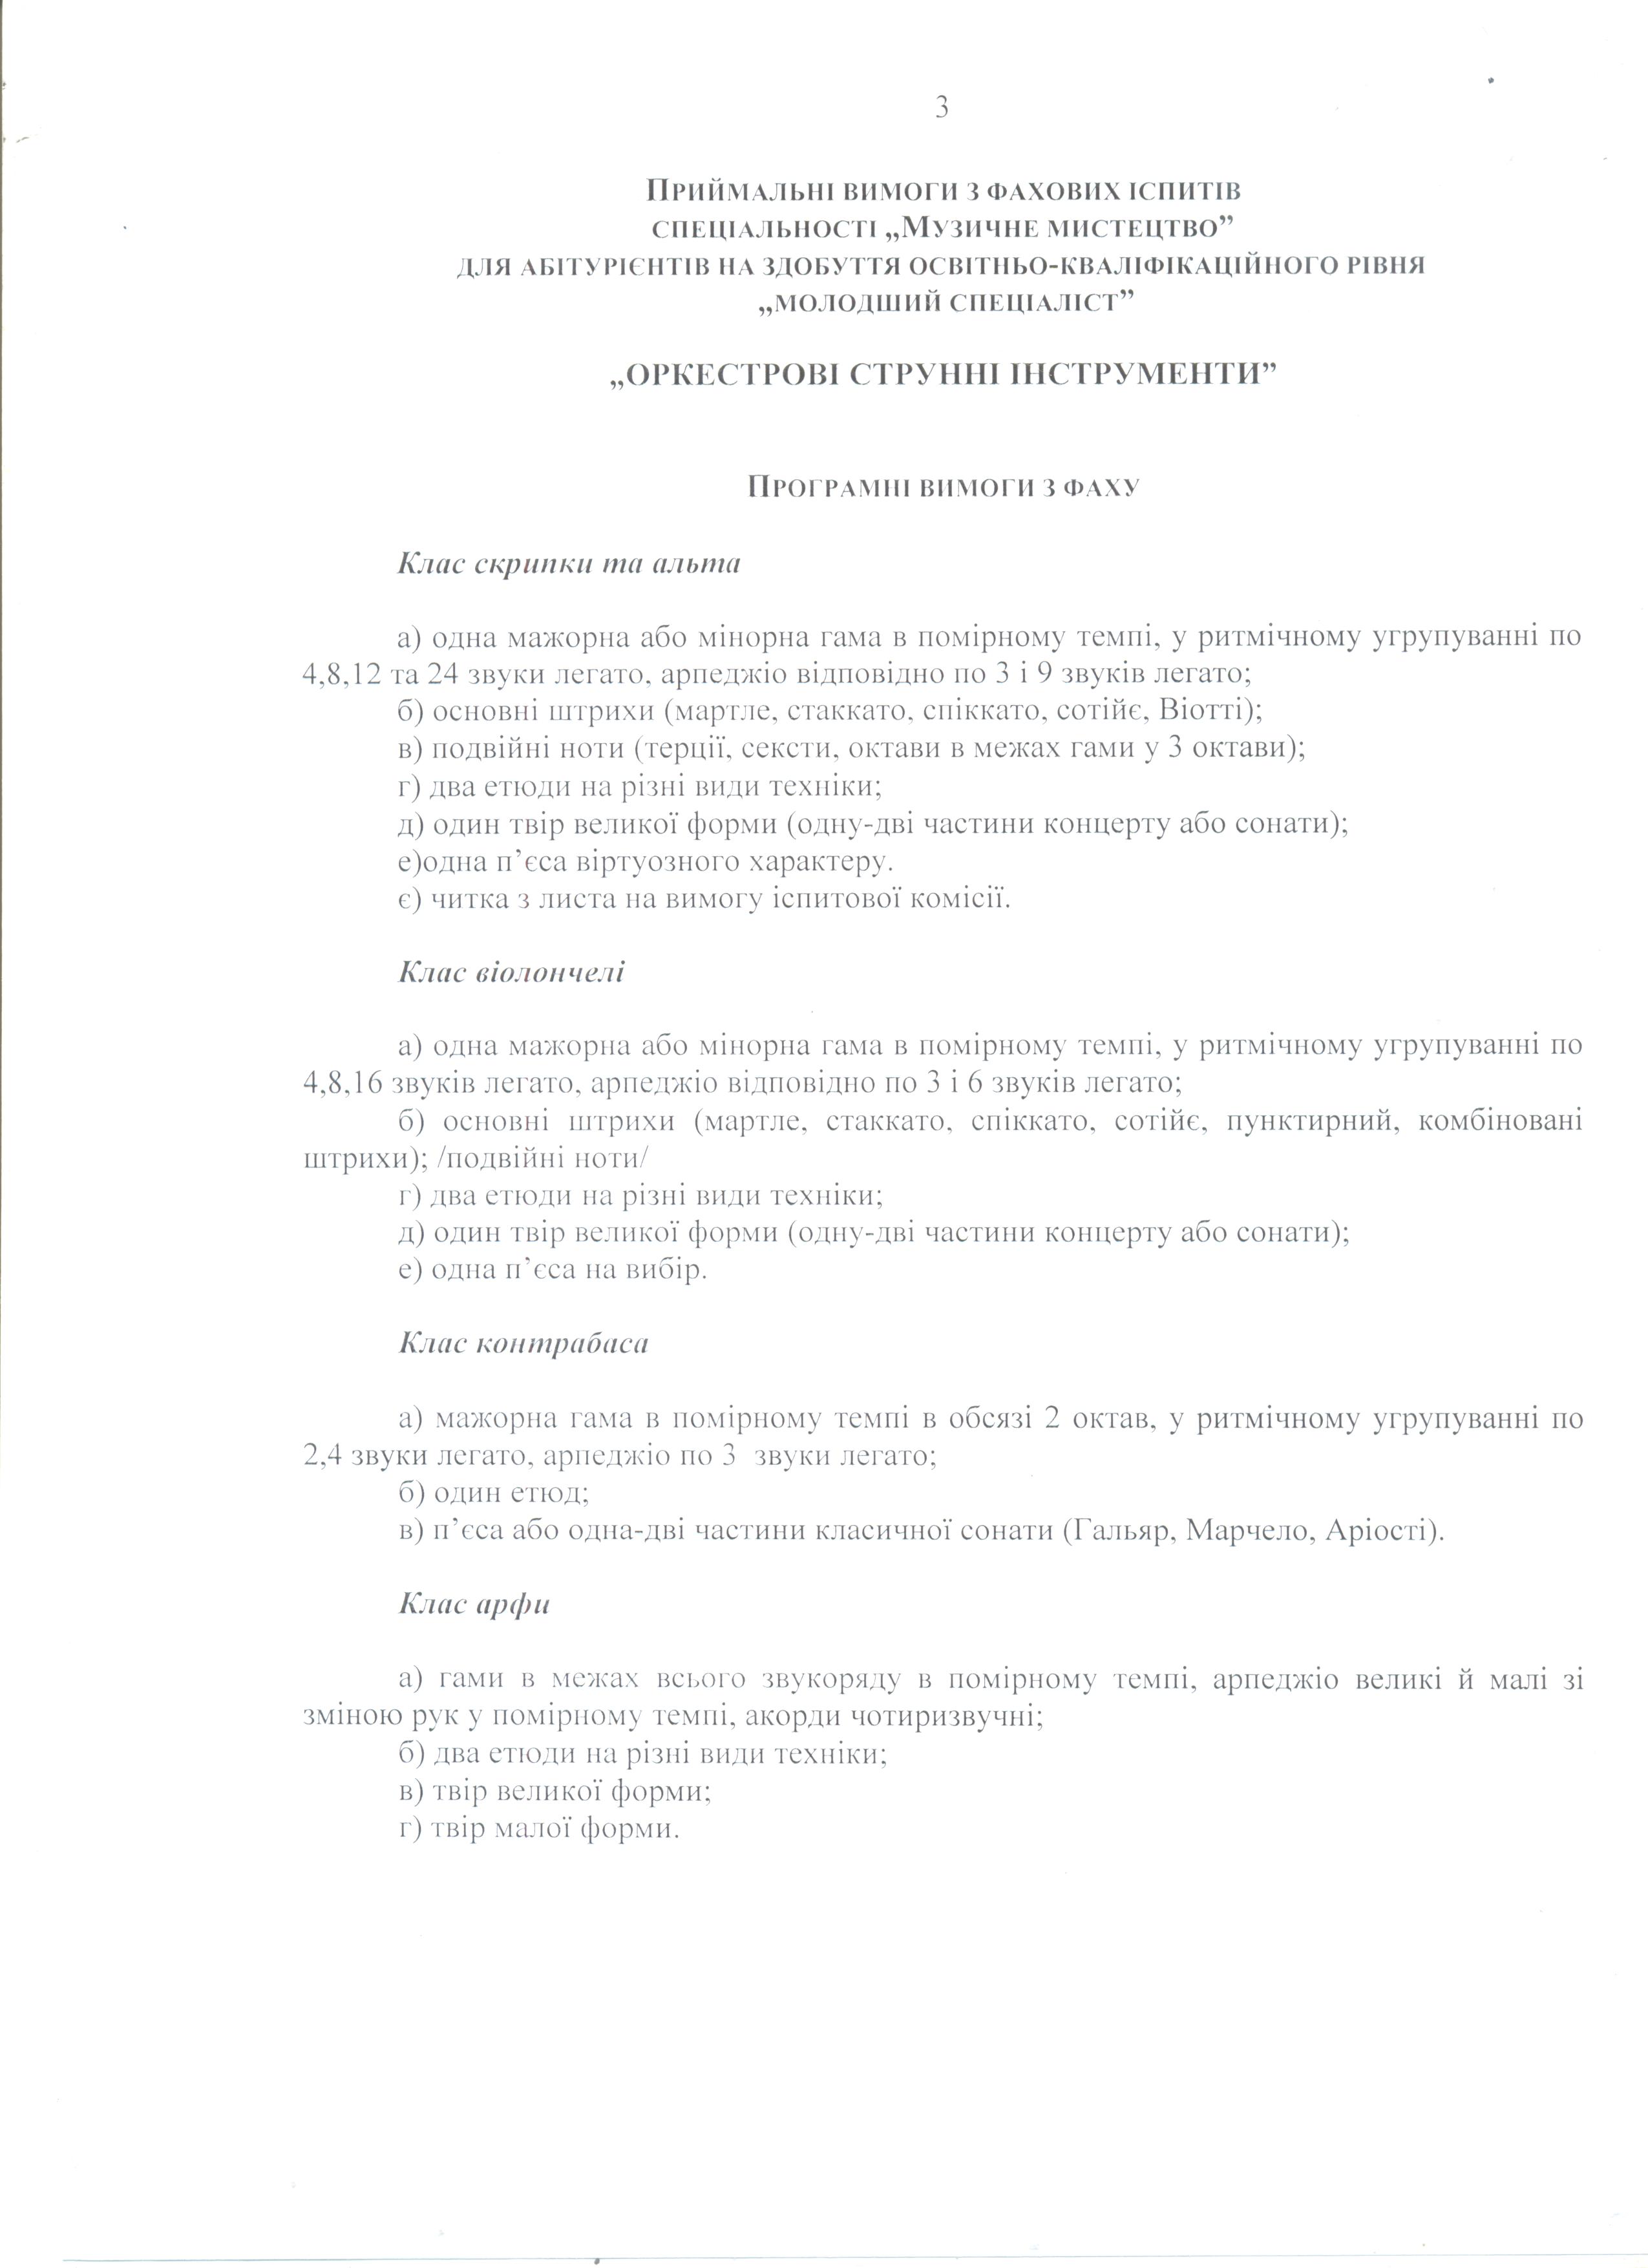 3
Приймальні вимоги з фахових іспитів
спеціальності „Музичне мистецтво”
для абітурієнтів на здобуття освітньо-кваліфікаційного рівня
„молодший спеціаліст”
„ОРКЕСТРОВІ СТРУННІ ІНСТРУМЕНТИ”
Програмні вимоги з фаху
Клас скрипки та альта
а) одна мажорна або мінорна гама в помірному темпі, у ритмічному угрупуванні по
4,8,12 та 24 звуки легато, арпеджіо відповідно по 3 і 9 звуків легато;
б) основні штрихи (мартле, стаккато, спіккато, сотійє, Віотті);
в) подвійні ноти (терції, сексти, октави в межах гами у 3 октави);
г) два етюди на різні види техніки;
д) один твір великої форми (одну-дві частини концерту або сонати);
е)одна п’єса віртуозного характеру.
є) читка з листа на вимогу іспитової комісії.
Клас віолончелі
а) одна мажорна або мінорна гама в помірному темпі, у ритмічному угрупуванні по
4,8,16 звуків легато, арпеджіо відповідно по 3 і 6 звуків легато;
б) основні штрихи (мартле, стаккато, спіккато, сотійє, пунктирний, комбіновані
штрихи); /подвійні ноти/
г) два етюди на різні види техніки;
д) один твір великої форми (одну-дві частини концерту або сонати);
е) одна п’єса на вибір.
Клас контрабаса
а) мажорна гама в помірному темпі в обсязі 2 октав, у ритмічному угрупуванні по
2,4 звуки легато, арпеджіо по 3 звуки легато;
б) один етюд;
в) п’єса або одна-дві частини класичної сонати (Гальяр, Марчело, Аріості).
Клас арфи
а) гами в межах всього звукоряду в помірному темпі, арпеджіо великі й малі зі
зміною рук у помірному темпі, акорди чотиризвучні;
б) два етюди на різні види техніки;
в) твір великої форми;
г) твір малої форми.